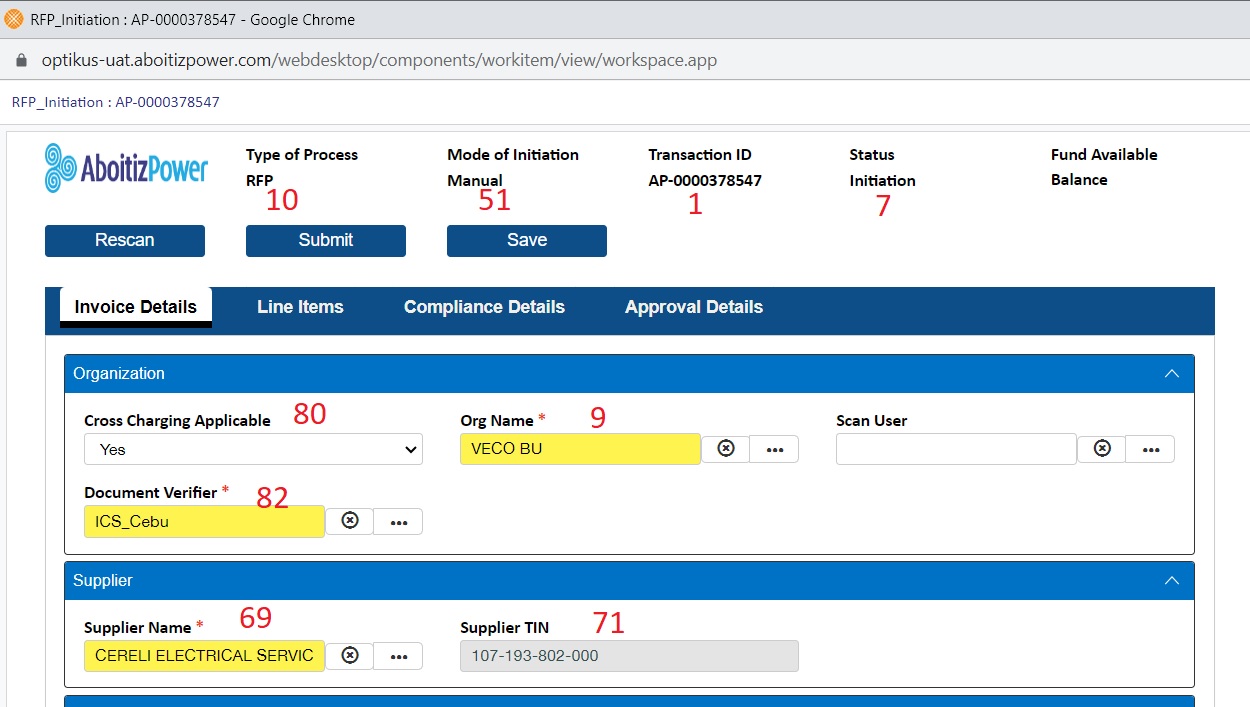 RFP_Initiation : AP-0000378547 - Google Chrome
optikus-uat.aboitizpower.com/webdesktop/components/workitem/view/workspace.app
RFP_Initiation : AP-0000378547
AboitizPower
Type of Process Mode of Initiation Transaction ID Status Fund Available
RFP Manual AP-0000378547 Initiation Balance
10 51 1 7
Rescan Submit Save
Invoice Details Line Items Compliance Details Approval Details
Organization
Cross Charging Applicable 80 Org Name * 9 Scan User
Yes VECO BU
Document Verifier * 82
ICS_Cebu
Supplier
Supplier Name * 69 Supplier TIN 71
CERELI ELECTRICAL SERVIC 107-193-802-000